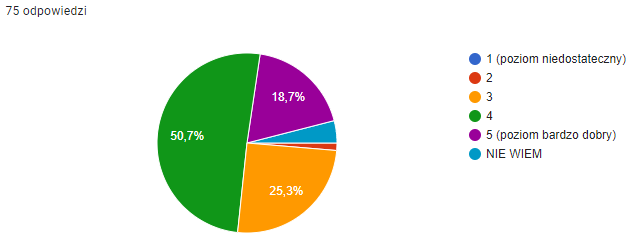 75 odpowiedzi
18,7%
50,7%
25,3%
1 (poziom niedostateczny)
2
3
4
5 (poziom bardzo dobry)
NIE WIEM